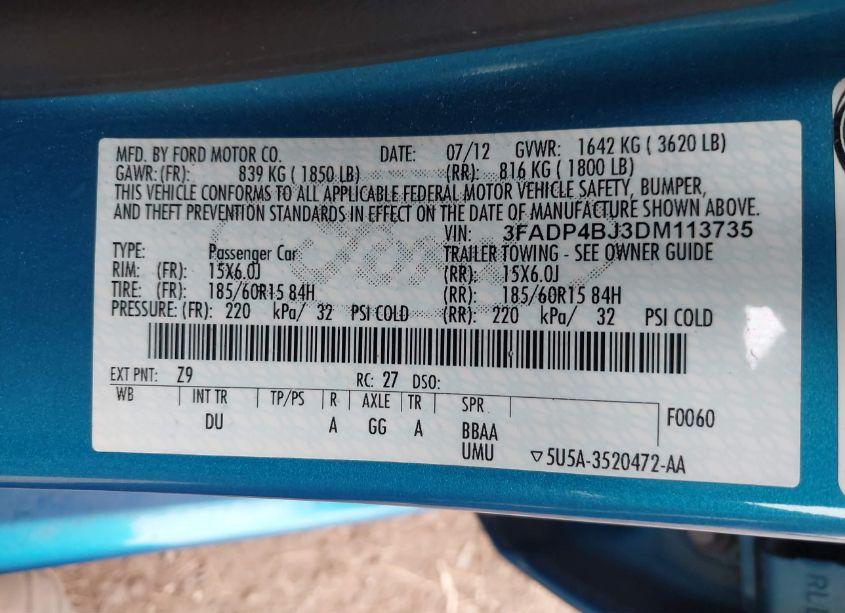 MFD. BY FORD MOTOR CO. DATE: 07/12 GVWR: 1642 KG ( 3620 LB)
GAWR: (FR): 839 KG ( 1850 LB) (RR): 816 KG ( 1800 LB)
THIS VEHICLE CONFORMS TO ALL APPLICABLE FEDERAL MOTOR VEHICLE SAFETY, BUMPER,
AND THEFT PREVENTION STANDARDS IN EFFECT ON THE DATE OF MANUFACTURE SHOWN ABOVE.
VIN: 3FADP4BJ3DM113735
TYPE: Passenger Car TRAILER TOWING - SEE OWNER GUIDE
RIM: (FR): 15X6.0J (RR): 15X6.0J
TIRE: (FR): 185/60R15 84H (RR): 185/60R15 84H
PRESSURE: (FR): 220 kPa/ 32 PSI COLD (RR): 220 kPa/ 32 PSI COLD
EXT PNT: Z9 RC: 27 DSO:
WB INT TR TP/PS R AXLE TR SPR F0060
DU A GG A BBAA
UMU ▽5U5A-3520472-AA